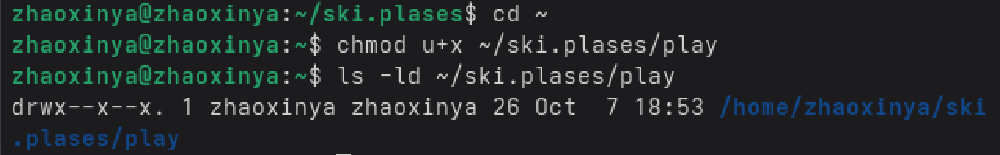 zhaoxinya@zhaoxinya:~/ski.plases$ cd ~
zhaoxinya@zhaoxinya:~$ chmod u+x ~/ski.plases/play
zhaoxinya@zhaoxinya:~$ ls -ld ~/ski.plases/play
drwx--x--x. 1 zhaoxinya zhaoxinya 26 Oct  7 18:53 /home/zhaoxinya/ski
.plases/play